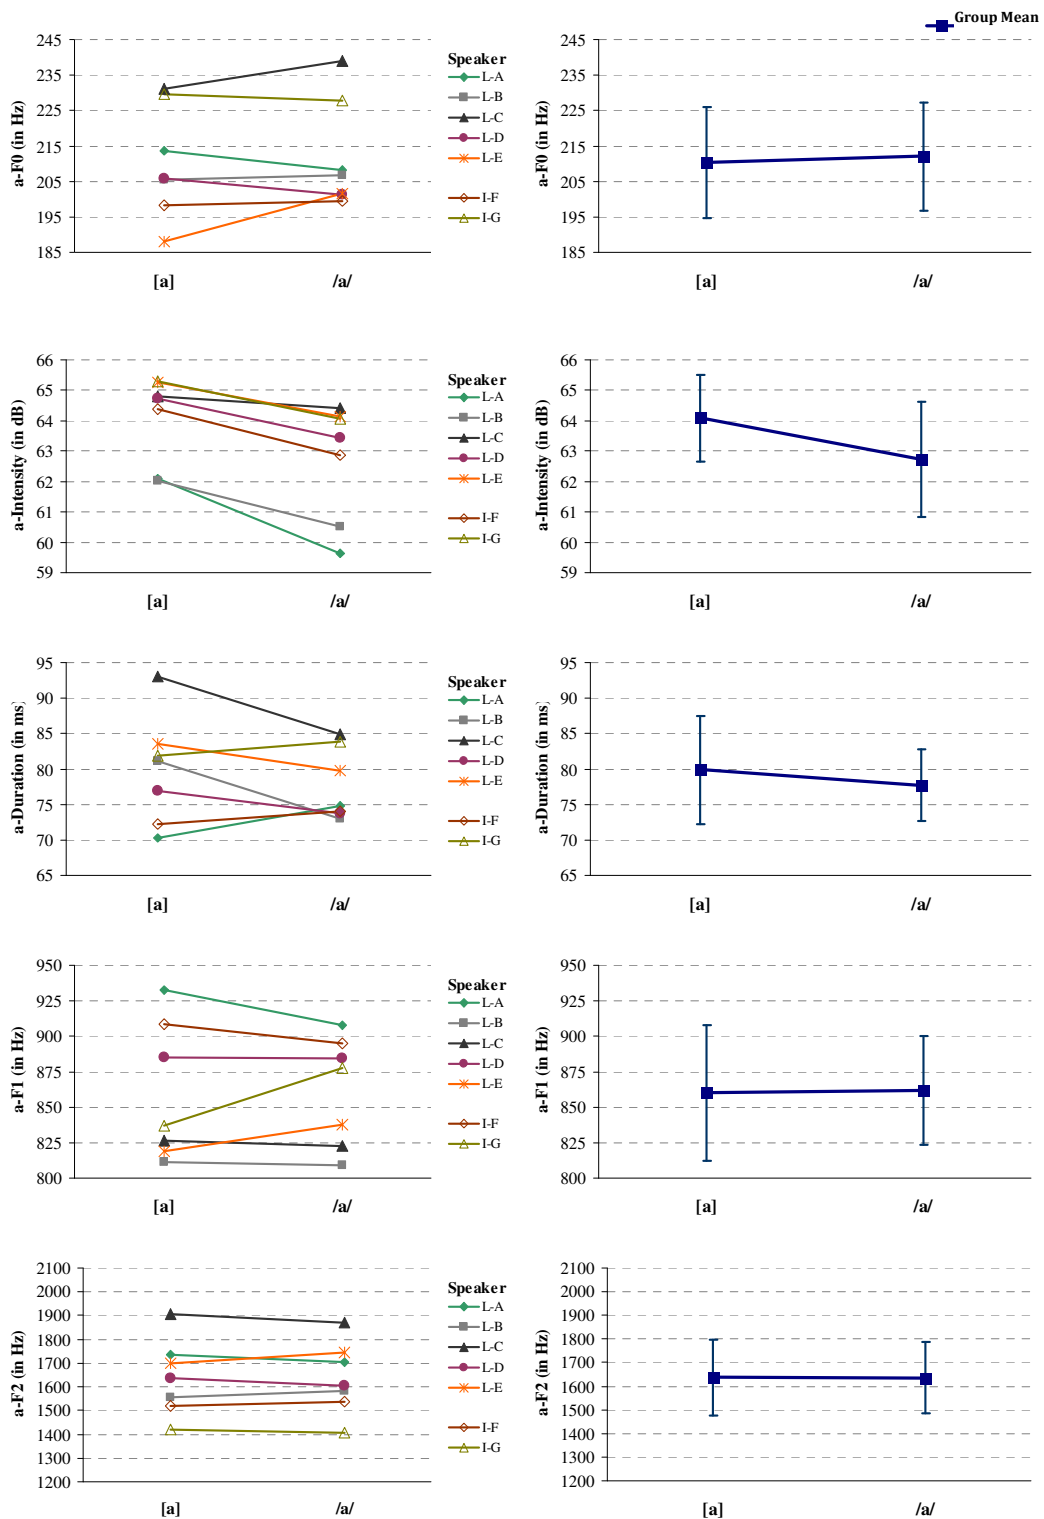 Group Mean
a-F0 (in Hz)
245
235
225
215
205
195
185
[a] /a/
Speaker
L-A
L-B
L-C
L-D
L-E
I-F
I-G
a-F0 (in Hz)
245
235
225
215
205
195
185
[a] /a/
a-Intensity (in dB)
66
65
64
63
62
61
60
59
[a] /a/
Speaker
L-A
L-B
L-C
L-D
L-E
I-F
I-G
a-Intensity (in dB)
66
65
64
63
62
61
60
59
[a] /a/
a-Duration (in ms)
95
90
85
80
75
70
65
[a] /a/
Speaker
L-A
L-B
L-C
L-D
L-E
I-F
I-G
a-Duration (in ms)
95
90
85
80
75
70
65
[a] /a/
a-F1 (in Hz)
950
925
900
875
850
825
800
[a] /a/
Speaker
L-A
L-B
L-C
L-D
L-E
I-F
I-G
a-F1 (in Hz)
950
925
900
875
850
825
800
[a] /a/
a-F2 (in Hz)
2100
2000
1900
1800
1700
1600
1500
1400
1300
1200
[a] /a/
Speaker
L-A
L-B
L-C
L-D
L-E
I-F
I-G
a-F2 (in Hz)
2100
2000
1900
1800
1700
1600
1500
1400
1300
1200
[a] /a/